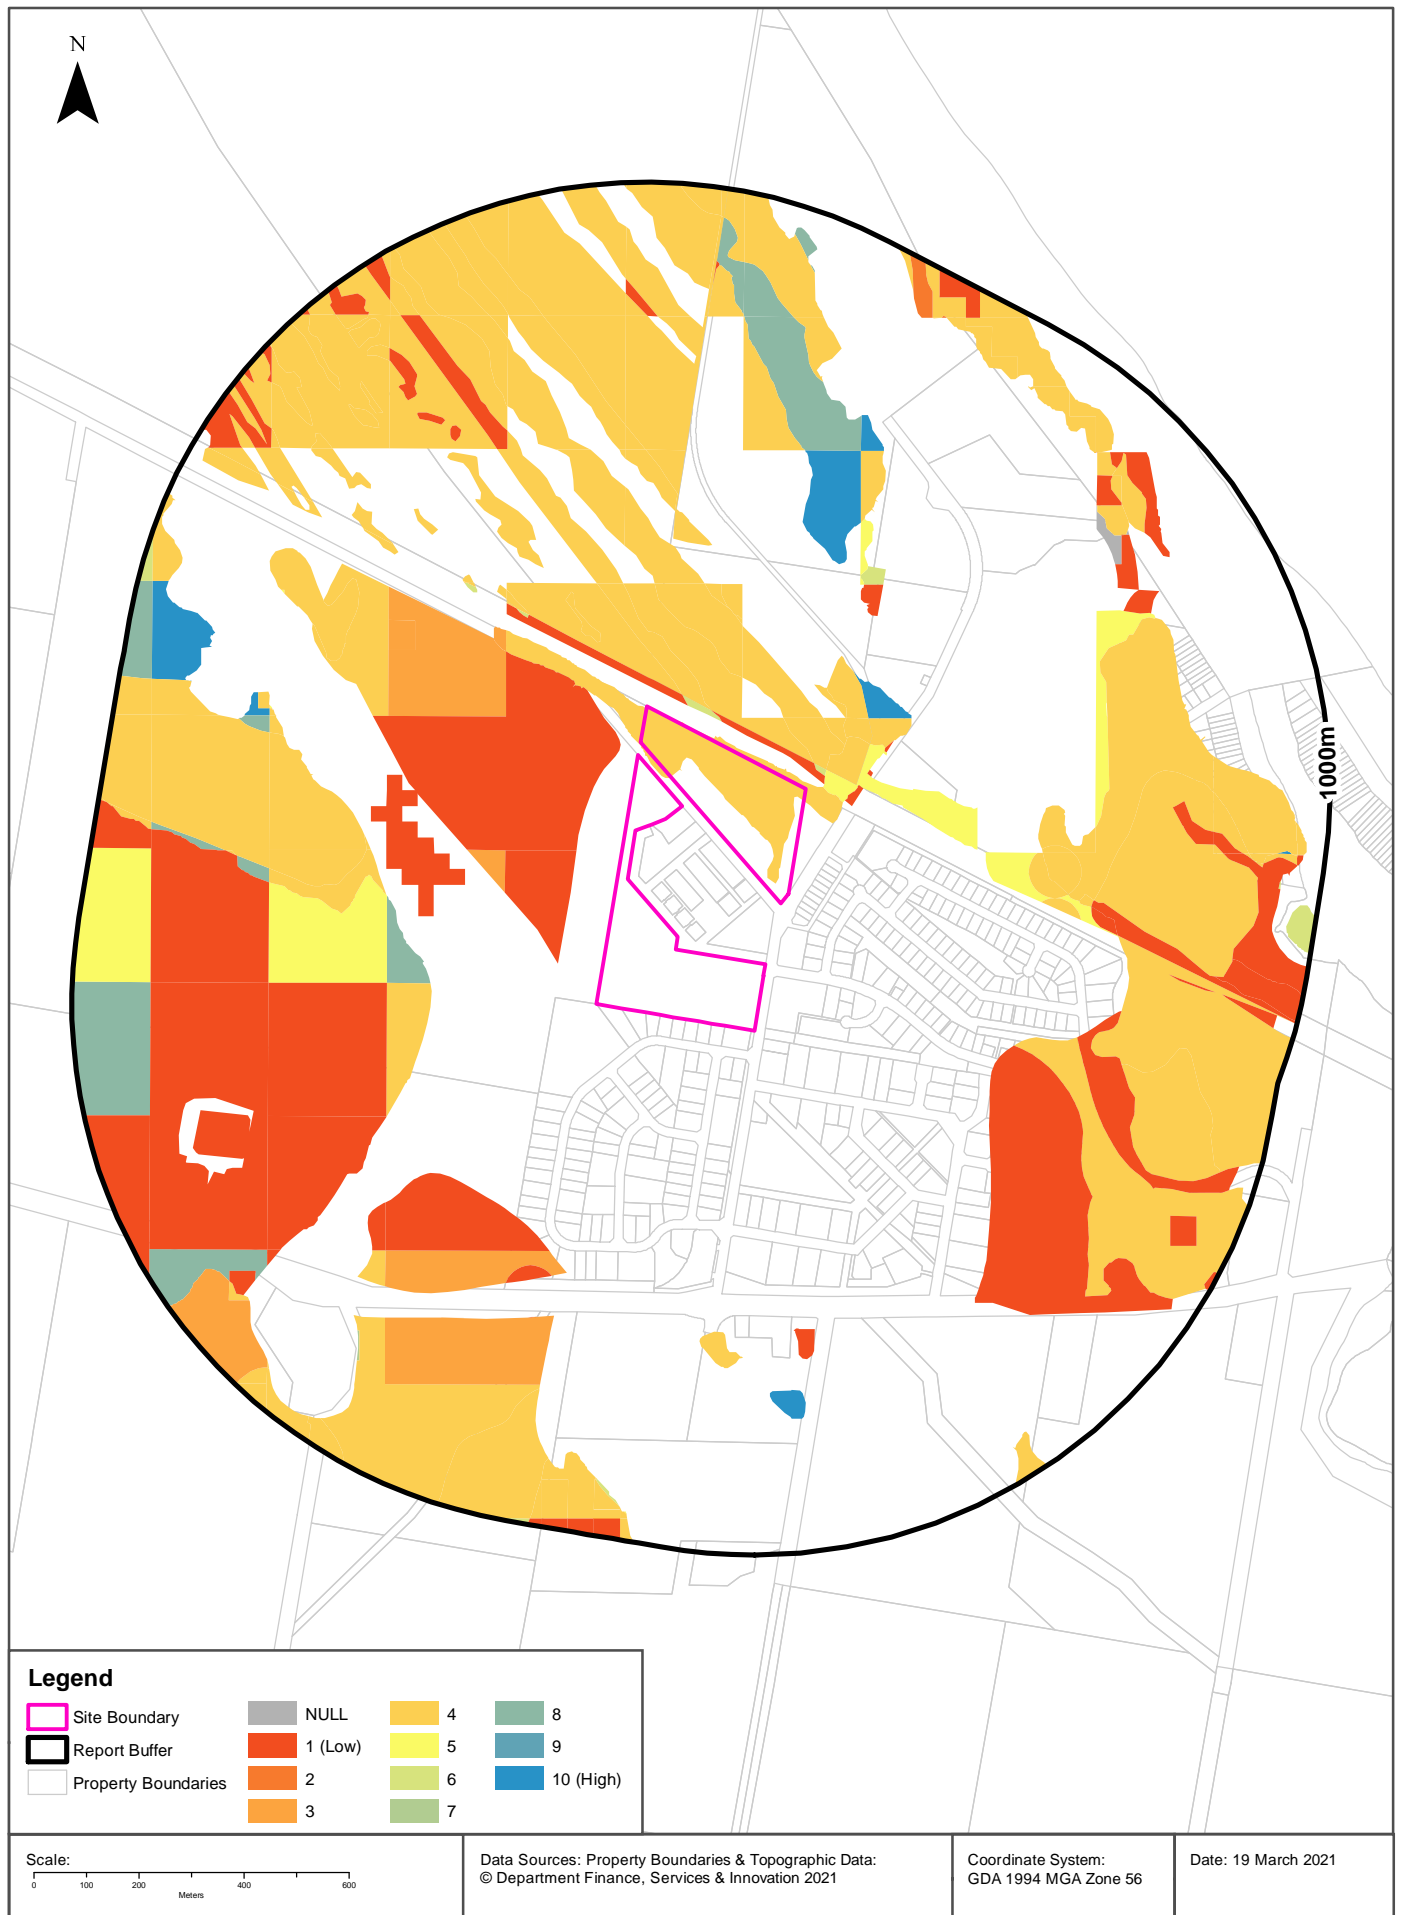 N
1000m
Legend
Site Boundary
Report Buffer
Property Boundaries
NULL
1 (Low)
2
3
4
5
6
7
8
9
10 (High)
Scale:
0 100 200 400 600
Meters
Data Sources: Property Boundaries & Topographic Data:
© Department Finance, Services & Innovation 2021
Coordinate System:
GDA 1994 MGA Zone 56
Date: 19 March 2021